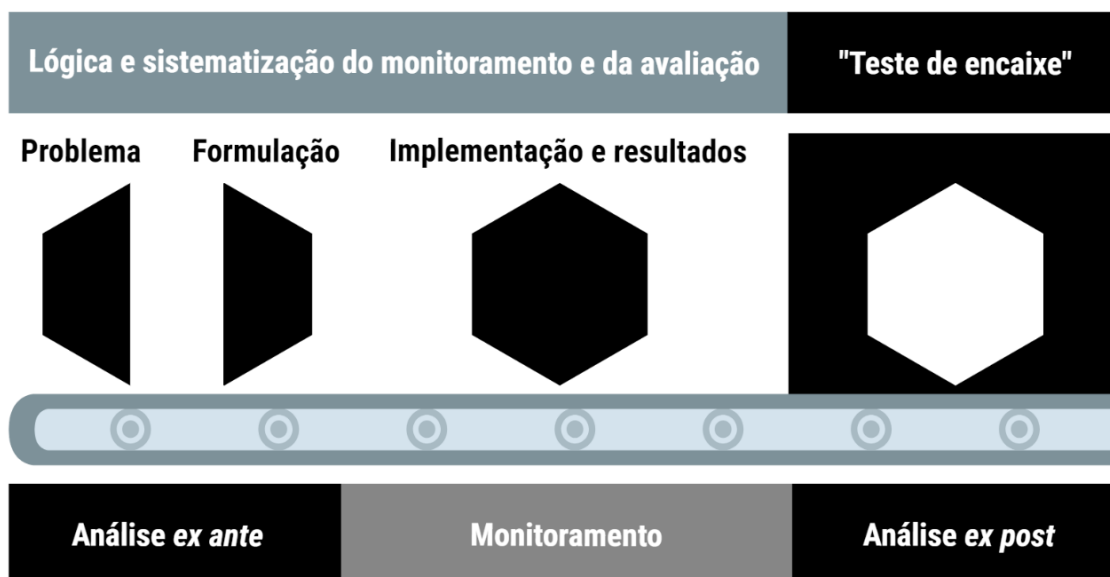 Lógica e sistematização do monitoramento e da avaliação
"Teste de encaixe"
Problema
Formulação
Implementação e resultados
Análise ex ante
Monitoramento
Análise ex post